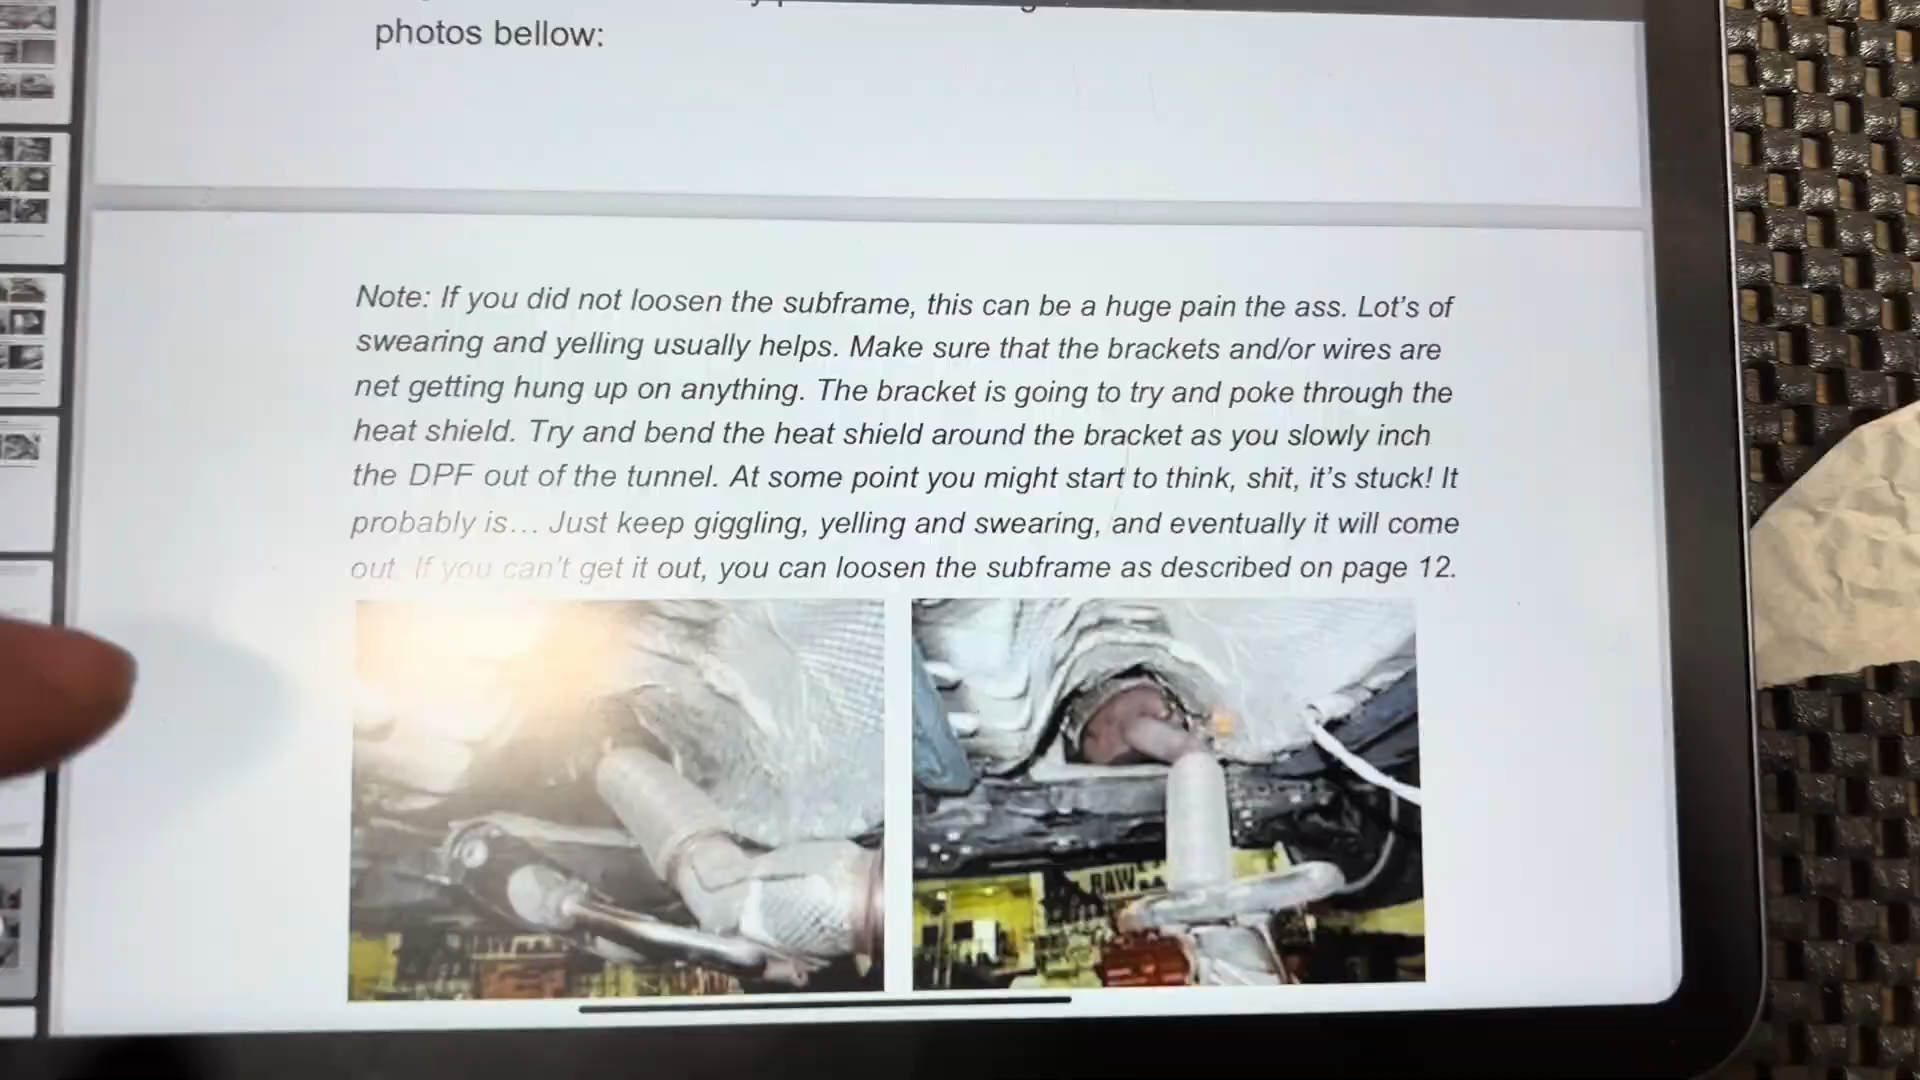 photos bellow:
Note: If you did not loosen the subframe, this can be a huge pain the ass. Lot's of
swearing and yelling usually helps. Make sure that the brackets and/or wires are
net getting hung up on anything. The bracket is going to try and poke through the
heat shield. Try and bend the heat shield around the bracket as you slowly inch
the DPF out of the tunnel. At some point you might start to think, shit, it's stuck! It
probably is... Just keep giggling, yelling and swearing, and eventually it will come
out. If you can't get it out, you can loosen the subframe as described on page 12.
RAW